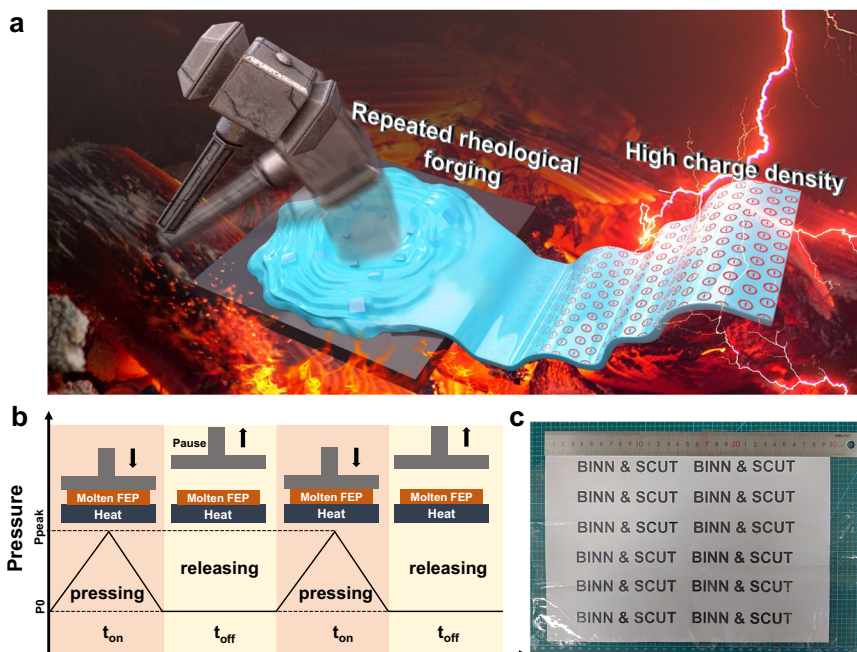 a
Repeated rheological
forging
High charge density
b
Pressure
Ppeak
P0
Pause
Molten FEP
Heat
Molten FEP
Heat
Molten FEP
Heat
Molten FEP
Heat
pressing
releasing
pressing
releasing
ton
toff
ton
toff
c
BINN & SCUT BINN & SCUT
BINN & SCUT BINN & SCUT
BINN & SCUT BINN & SCUT
BINN & SCUT BINN & SCUT
BINN & SCUT BINN & SCUT
BINN & SCUT BINN & SCUT